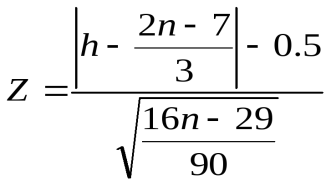 Z = (|h - (2n - 7)/3| - 0.5) / √((16n - 29)/90)